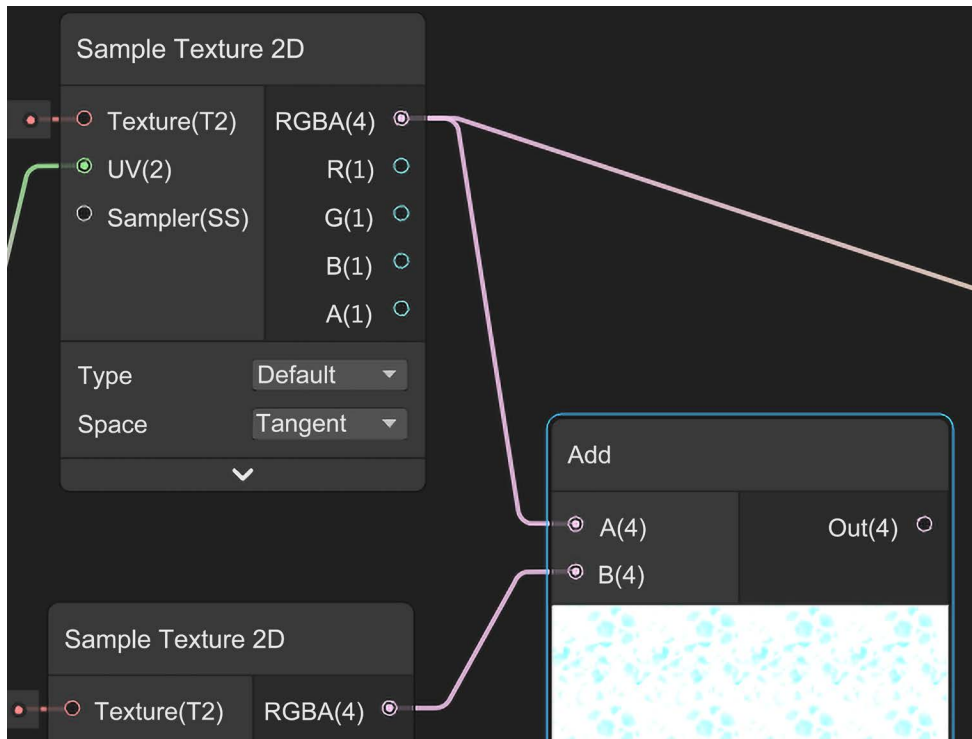 Sample Texture 2D
Texture(T2) RGBA(4)
UV(2) R(1)
Sampler(SS) G(1)
B(1)
A(1)
Type Default
Space Tangent
Add
A(4) Out(4)
B(4)
Sample Texture 2D
Texture(T2) RGBA(4)